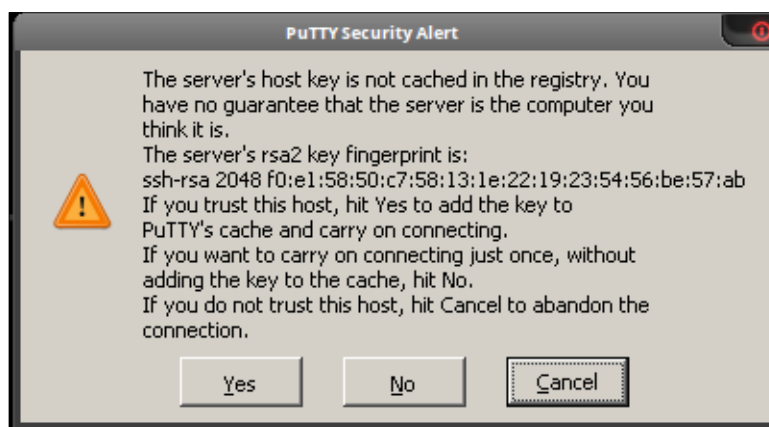 PuTTY Security Alert
The server's host key is not cached in the registry. You
have no guarantee that the server is the computer you
think it is.
The server's rsa2 key fingerprint is:
ssh-rsa 2048 f0:e1:58:50:c7:58:13:1e:22:19:23:54:56:be:57:ab
If you trust this host, hit Yes to add the key to
PuTTY's cache and carry on connecting.
If you want to carry on connecting just once, without
adding the key to the cache, hit No.
If you do not trust this host, hit Cancel to abandon the
connection.
Yes
No
Cancel